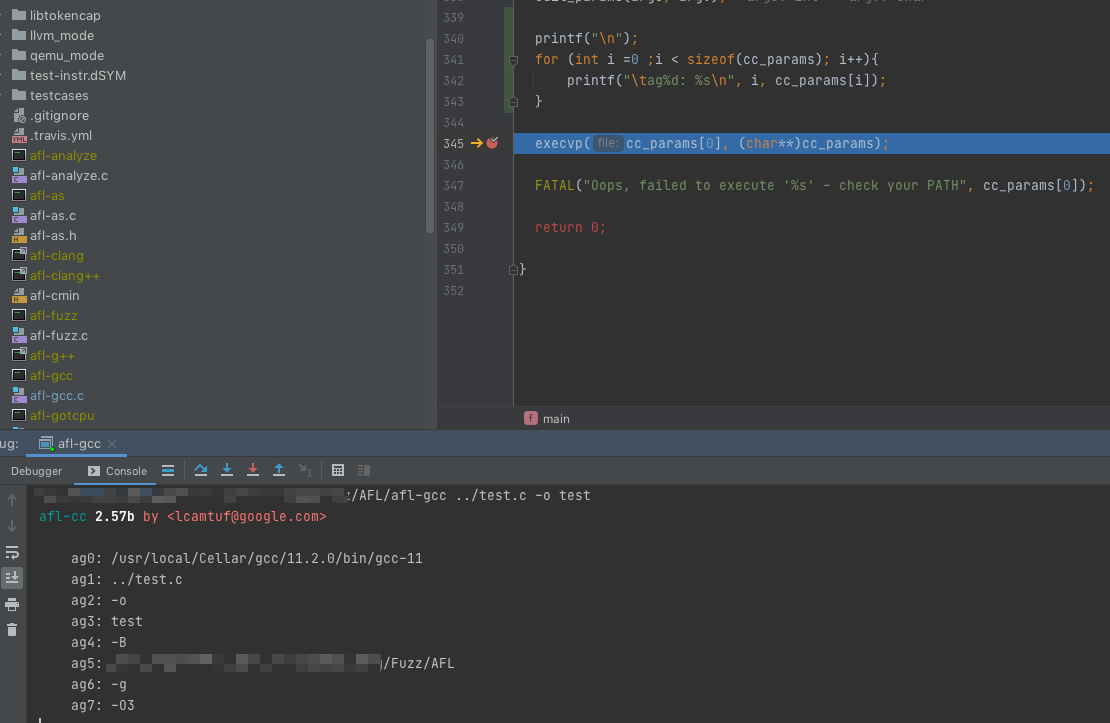 libtokencap
llvm_mode
qemu_mode
test-instr.dSYM
testcases
.gitignore
.travis.yml
afl-analyze
afl-analyze.c
afl-as
afl-as.c
afl-as.h
afl-clang
afl-clang++
afl-cmin
afl-fuzz
afl-fuzz.c
afl-g++
afl-gcc
afl-gcc.c
afl-gotcpu
339
340 printf("\n");
341 for (int i =0 ;i < sizeof(cc_params); i++){
342 printf("\tag%d: %s\n", i, cc_params[i]);
343 }
344
345 execvp( file: cc_params[0], (char**)cc_params);
346
347 FATAL("Oops, failed to execute '%s' - check your PATH", cc_params[0]);
348
349 return 0;
350
351 }
352
f main
ug: afl-gcc ×
Debugger Console
/AFL/afl-gcc ../test.c -o test
afl-cc 2.57b by <lcamtuf@google.com>
ag0: /usr/local/Cellar/gcc/11.2.0/bin/gcc-11
ag1: ../test.c
ag2: -o
ag3: test
ag4: -B
ag5: /Fuzz/AFL
ag6: -g
ag7: -O3